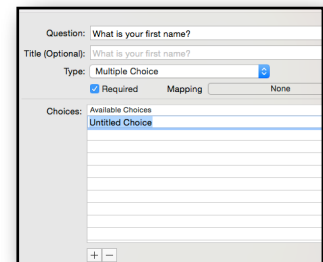 Question: What is your first name?
Title (Optional): What is your first name?
Type: Multiple Choice
Required Mapping None
Choices: Available Choices
Untitled Choice
+ −